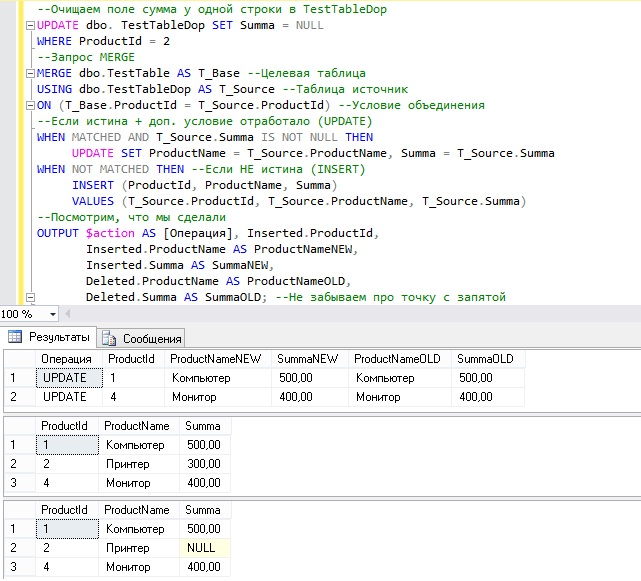 --Очищаем поле сумма у одной строки в TestTableDop
UPDATE dbo. TestTableDop SET Summa = NULL
WHERE ProductId = 2
--Запрос MERGE
MERGE dbo.TestTable AS T_Base --Целевая таблица
USING dbo.TestTableDop AS T_Source --Таблица источник
ON (T_Base.ProductId = T_Source.ProductId) --Условие объединения
--Если истина + доп. условие отработало (UPDATE)
WHEN MATCHED AND T_Source.Summa IS NOT NULL THEN
UPDATE SET ProductName = T_Source.ProductName, Summa = T_Source.Summa
WHEN NOT MATCHED THEN --Если НЕ истина (INSERT)
INSERT (ProductId, ProductName, Summa)
VALUES (T_Source.ProductId, T_Source.ProductName, T_Source.Summa)
--Посмотрим, что мы сделали
OUTPUT $action AS [Операция], Inserted.ProductId,
Inserted.ProductName AS ProductNameNEW,
Inserted.Summa AS SummaNEW,
Deleted.ProductName AS ProductNameOLD,
Deleted.Summa AS SummaOLD; --Не забываем про точку с запятой
100 %
Результаты Сообщения
Операция ProductId ProductNameNEW SummaNEW ProductNameOLD SummaOLD
1 UPDATE 1 Компьютер 500,00 Компьютер 500,00
2 UPDATE 4 Монитор 400,00 Монитор 400,00
ProductId ProductName Summa
1 1 Компьютер 500,00
2 2 Принтер 300,00
3 4 Монитор 400,00
ProductId ProductName Summa
1 1 Компьютер 500,00
2 2 Принтер NULL
3 4 Монитор 400,00